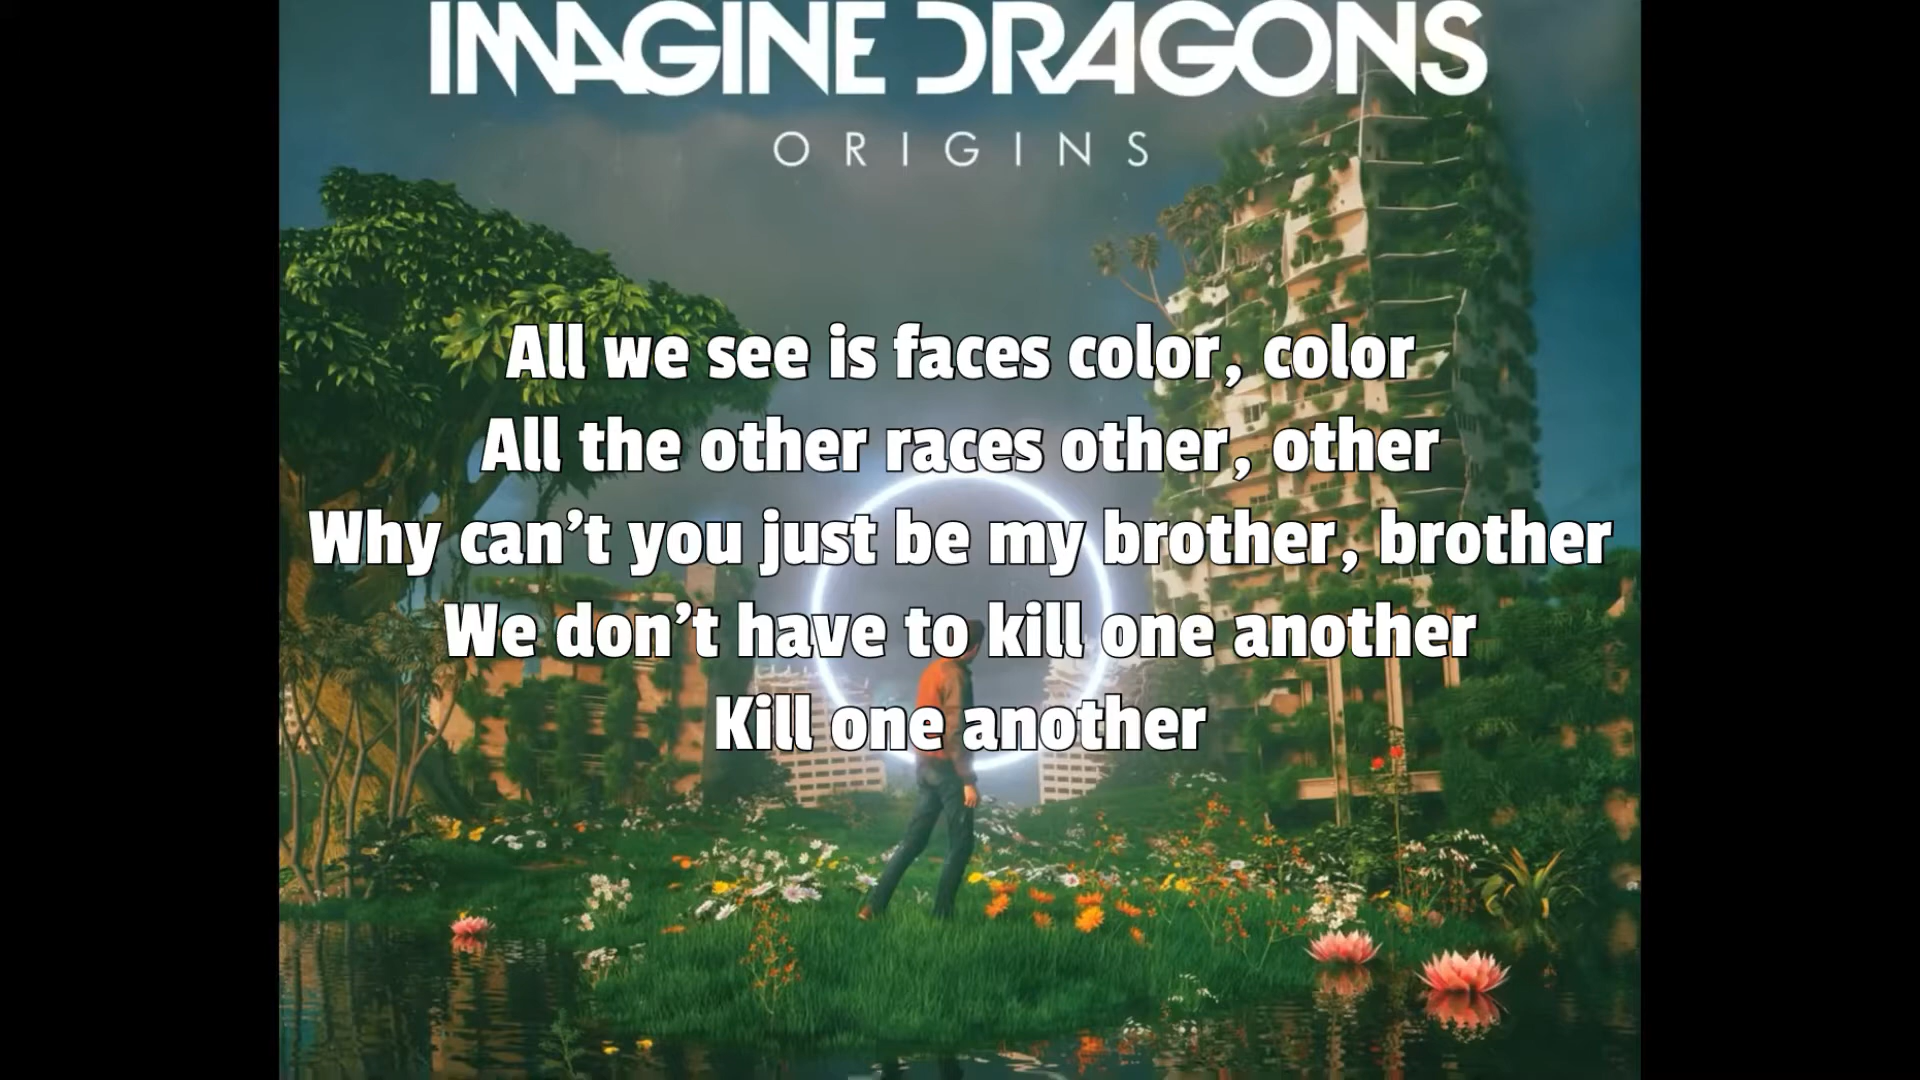 IMAGINE DRAGONS
ORIGINS
All we see is faces color, color
All the other races other, other
Why can't you just be my brother, brother
We don't have to kill one another
Kill one another